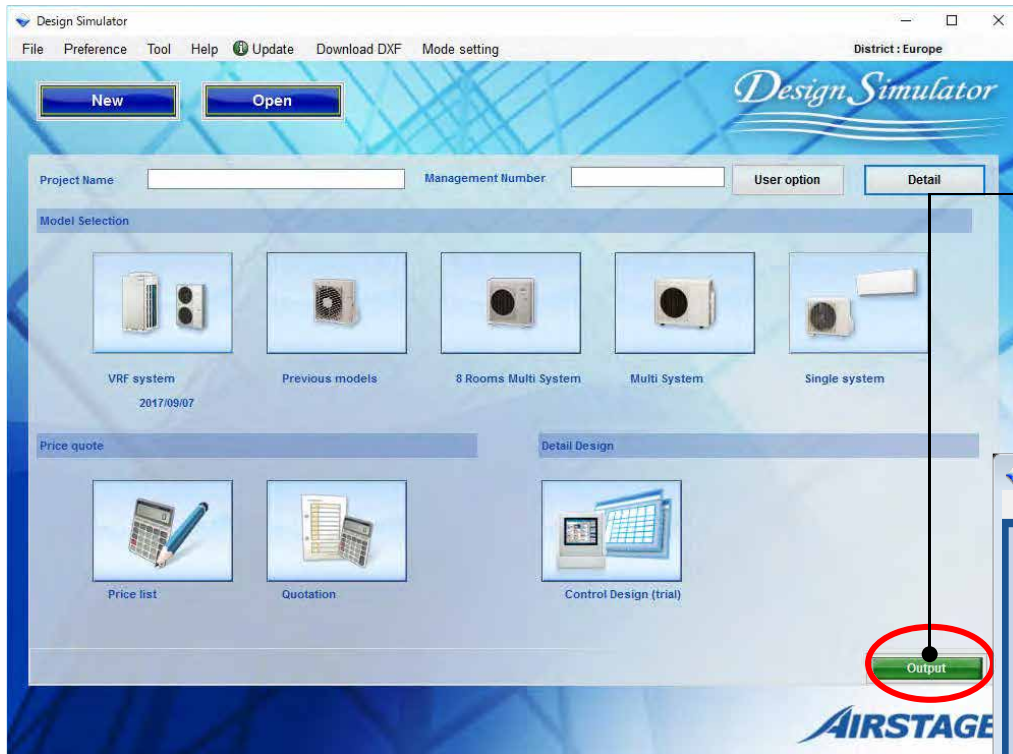 Design Simulator
File Preference Tool Help Update Download DXF Mode setting District : Europe
New Open Design Simulator
Project Name Management Number User option Detail
Model Selection
VRF system Previous models 8 Rooms Multi System Multi System Single system
2017/09/07
Price quote Detail Design
Price list Quotation Control Design (trial)
Output
AIRSTAGE